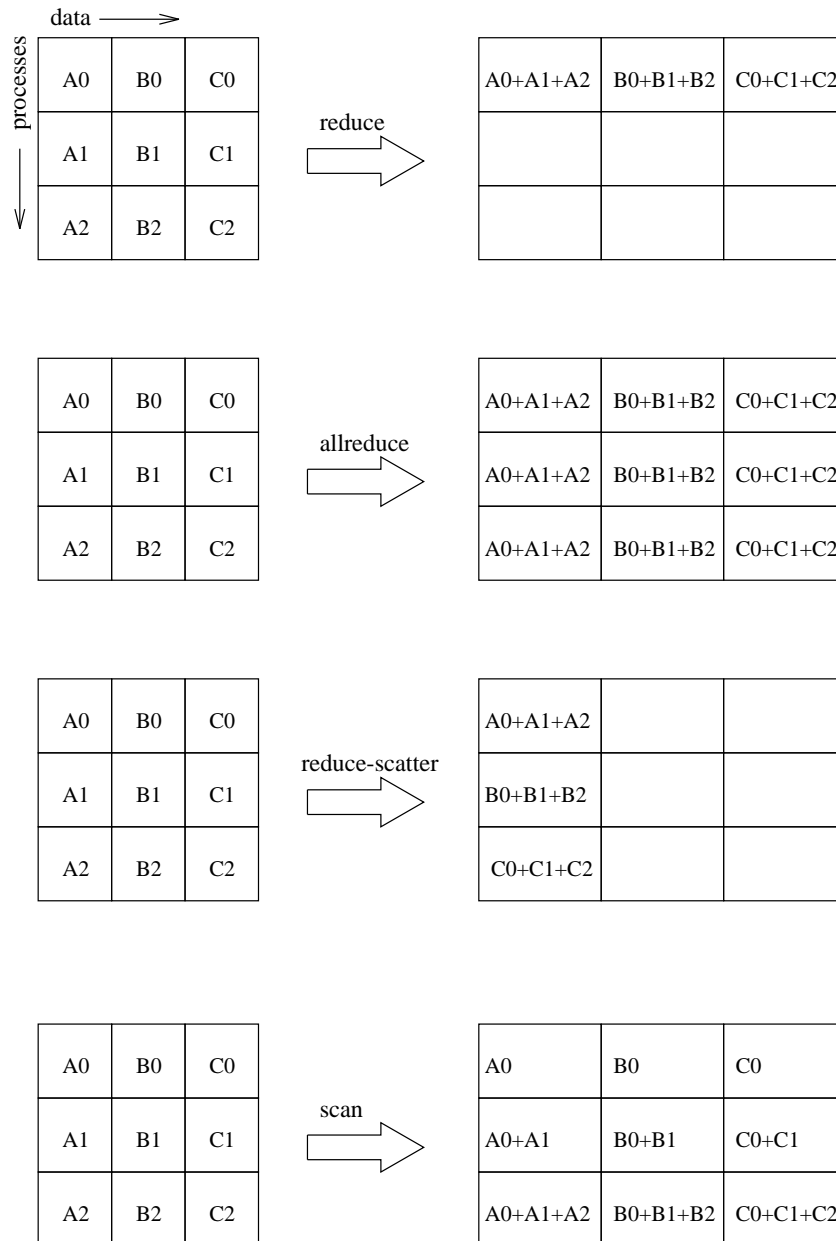 data
processes
A0 B0 C0 A0+A1+A2 B0+B1+B2 C0+C1+C2
reduce
A1 B1 C1
A2 B2 C2
A0 B0 C0 A0+A1+A2 B0+B1+B2 C0+C1+C2
allreduce
A1 B1 C1 A0+A1+A2 B0+B1+B2 C0+C1+C2
A2 B2 C2 A0+A1+A2 B0+B1+B2 C0+C1+C2
A0 B0 C0 A0+A1+A2
reduce-scatter
A1 B1 C1 B0+B1+B2
A2 B2 C2 C0+C1+C2
A0 B0 C0 A0 B0 C0
scan
A1 B1 C1 A0+A1 B0+B1 C0+C1
A2 B2 C2 A0+A1+A2 B0+B1+B2 C0+C1+C2